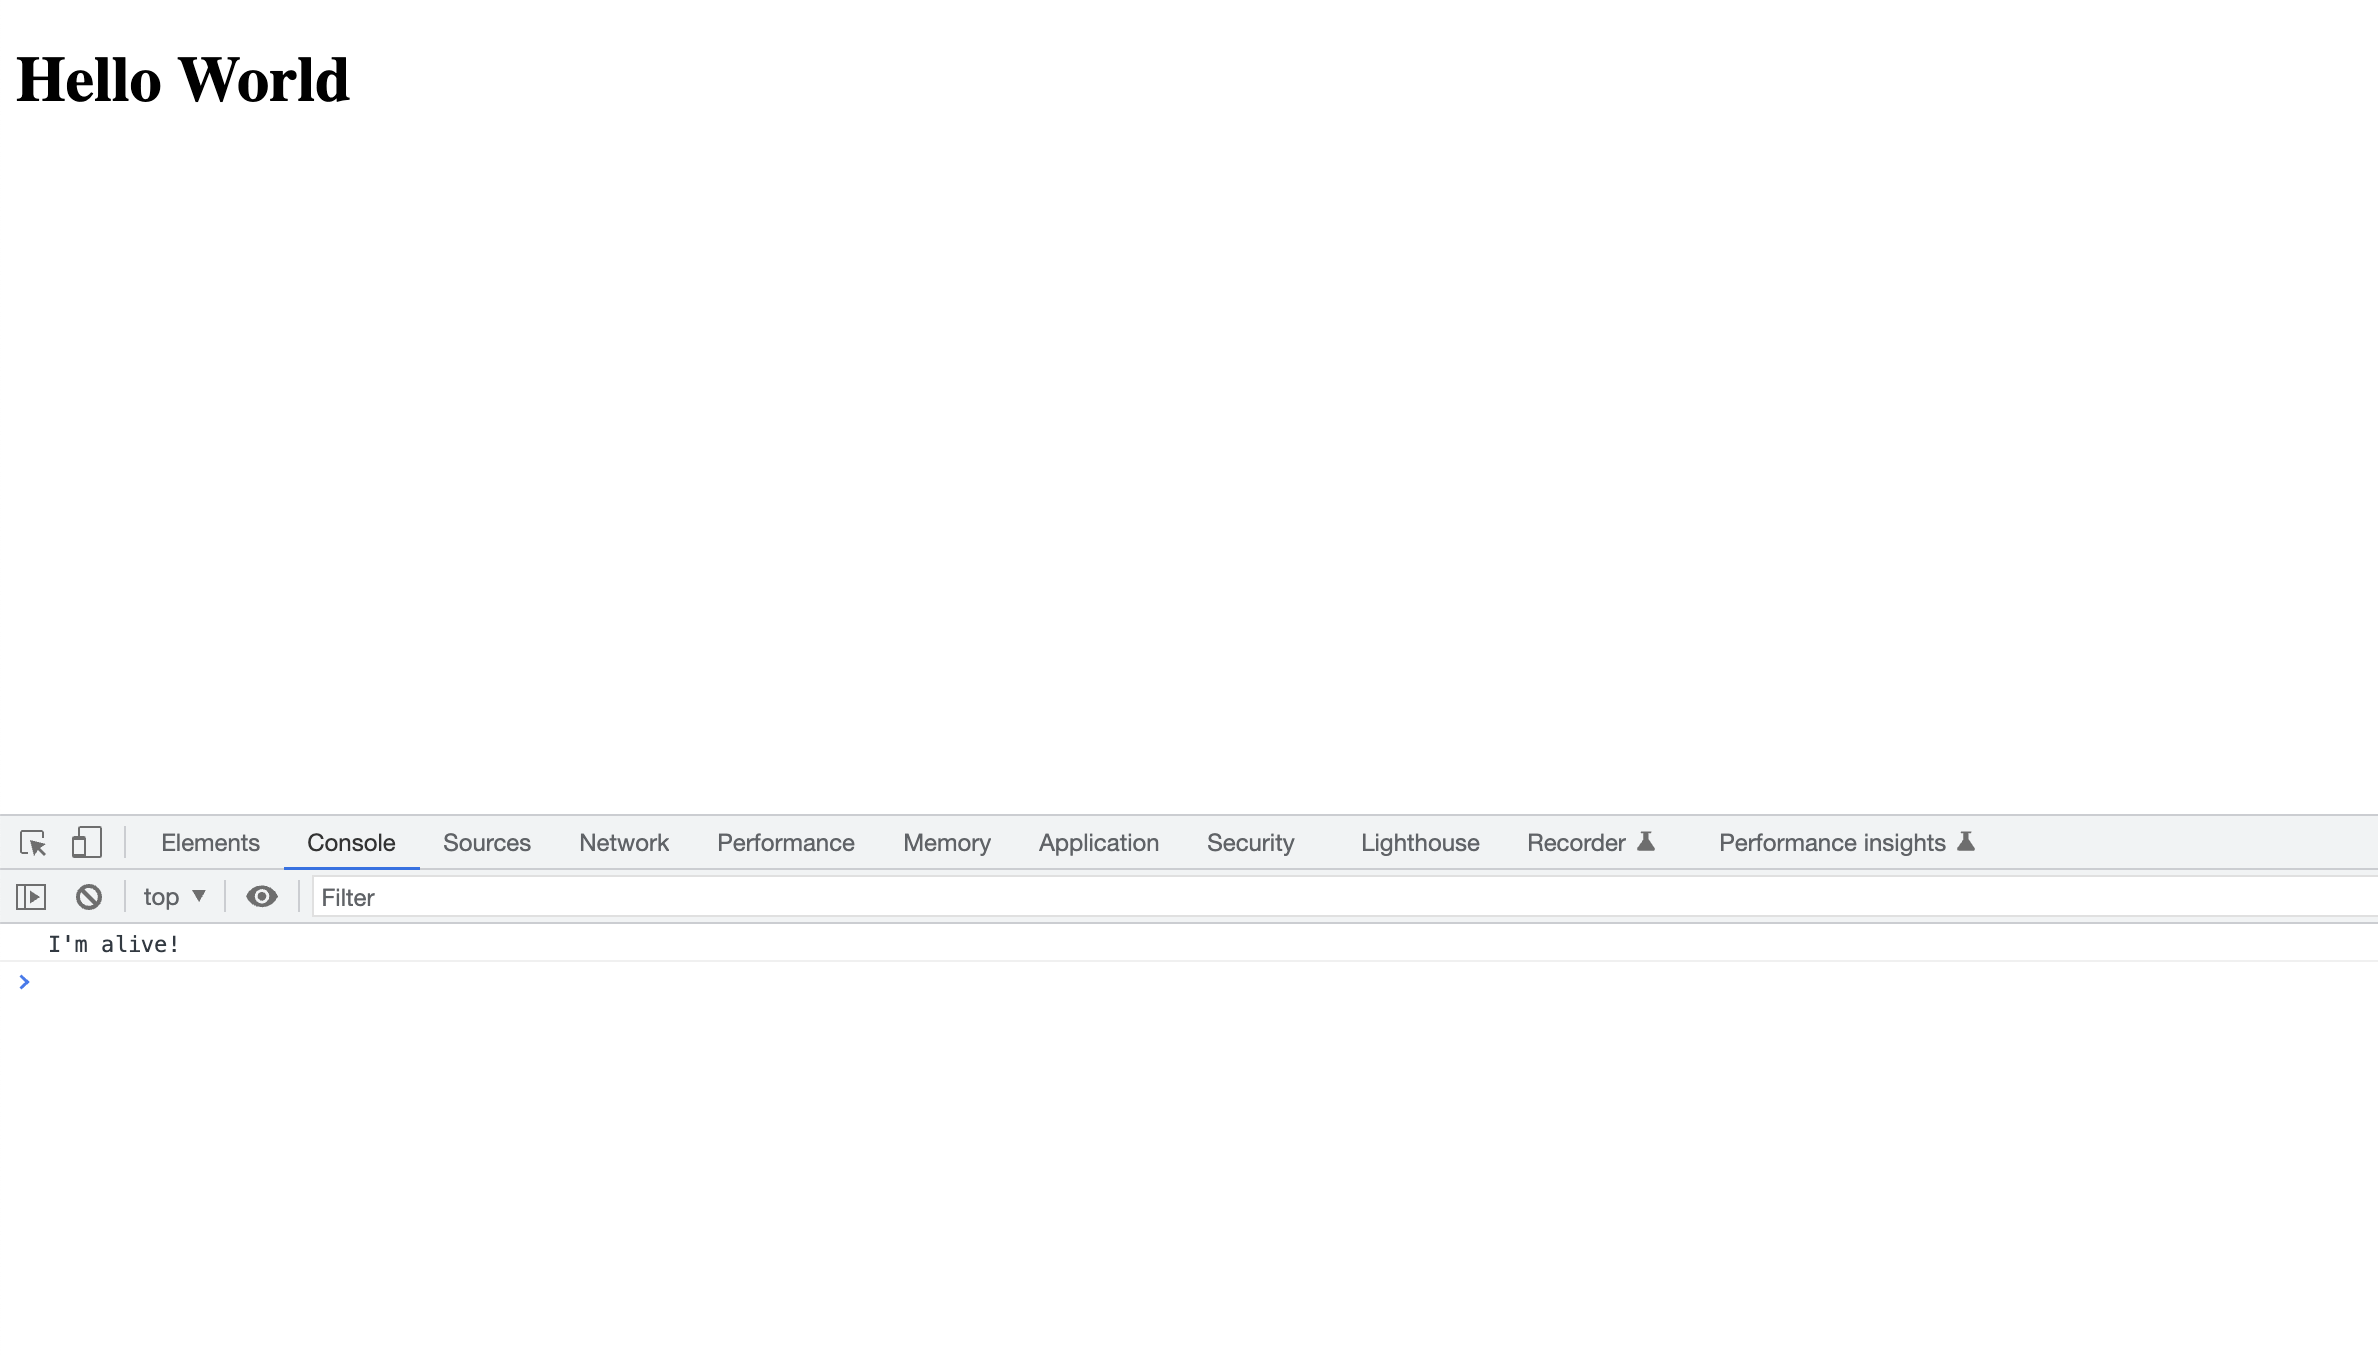 Hello World
Elements Console Sources Network Performance Memory Application Security Lighthouse Recorder Performance insights
top Filter
I'm alive!